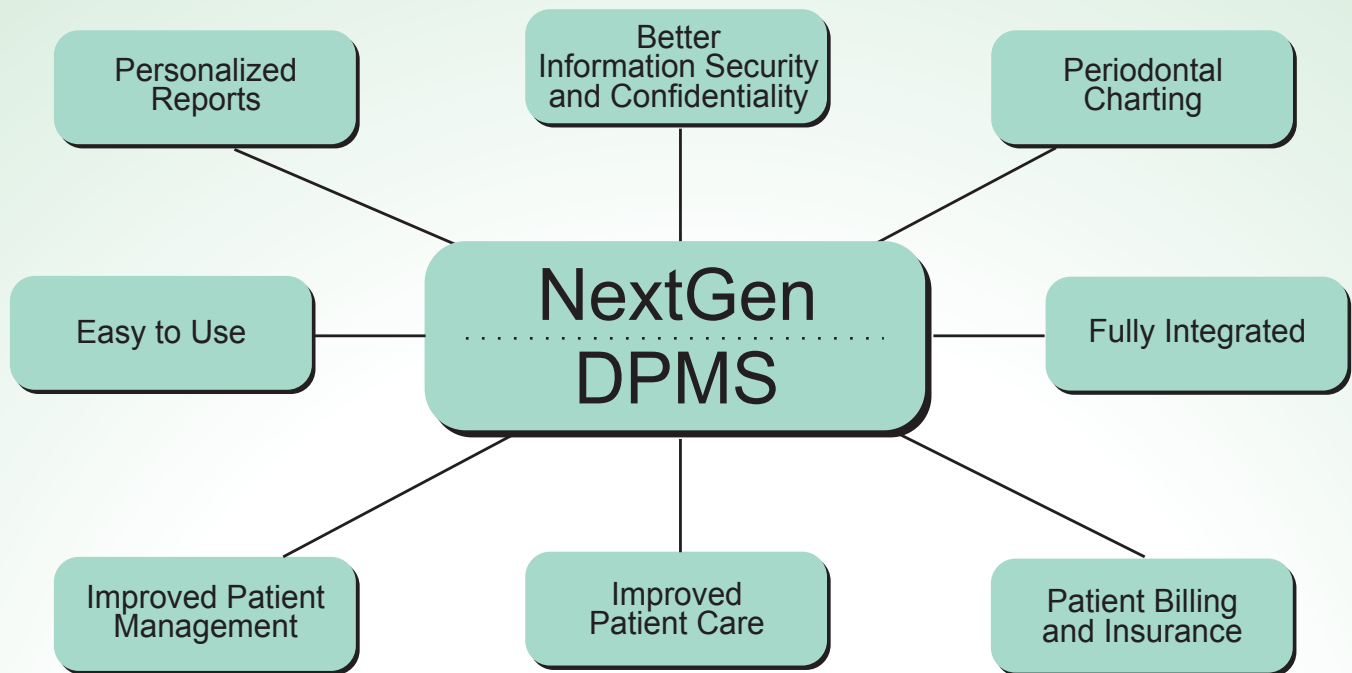 Personalized
Reports
Better
Information Security
and Confidentiality
Periodontal
Charting
Easy to Use
NextGen
DPMS
Fully Integrated
Improved Patient
Management
Improved
Patient Care
Patient Billing
and Insurance